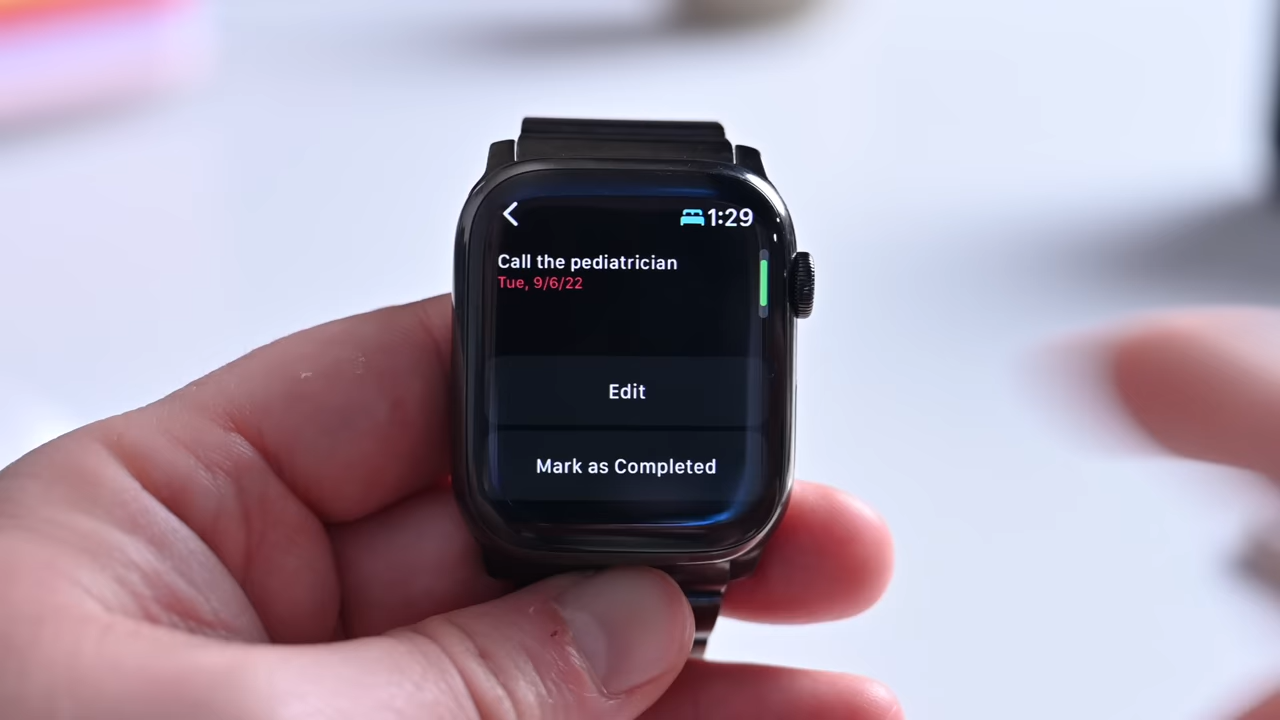 1:29
Call the pediatrician
Tue, 9/6/22
Edit
Mark as Completed